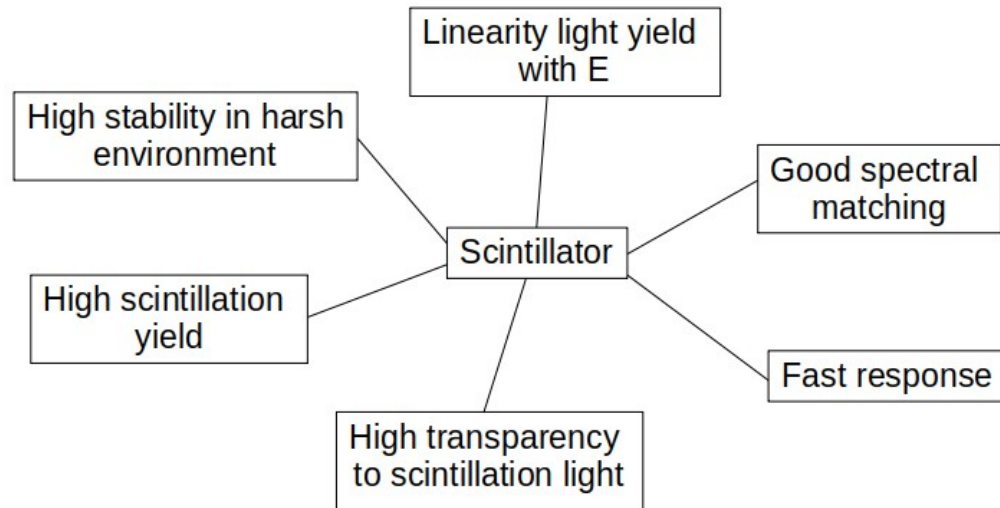 Linearity light yield
with E
High stability in harsh
environment
Good spectral
matching
Scintillator
High scintillation
yield
Fast response
High transparency
to scintillation light